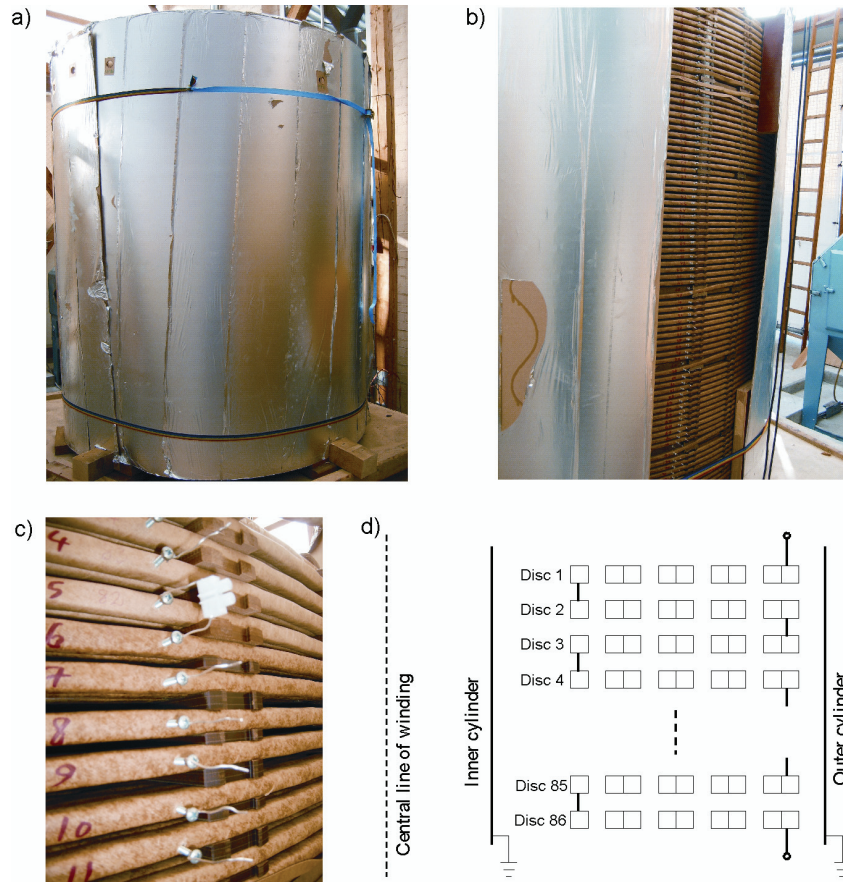 a)
b)
c)
4
5
6
7
8
9
10
11
d)
Central line of winding
Inner cylinder
Disc 1
Disc 2
Disc 3
Disc 4
Disc 85
Disc 86
Outer cylinder